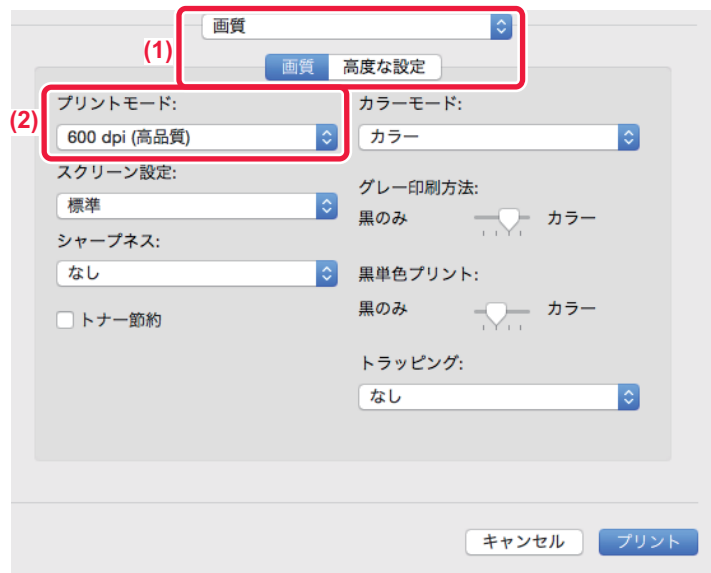 画質
(1)
画質 高度な設定
(2)
プリントモード:
600 dpi (高品質)
スクリーン設定:
標準
シャープネス:
なし
トナー節約
カラーモード:
カラー
グレー印刷方法:
黒のみ カラー
黒単色プリント:
黒のみ カラー
トラッピング:
なし
キャンセル プリント